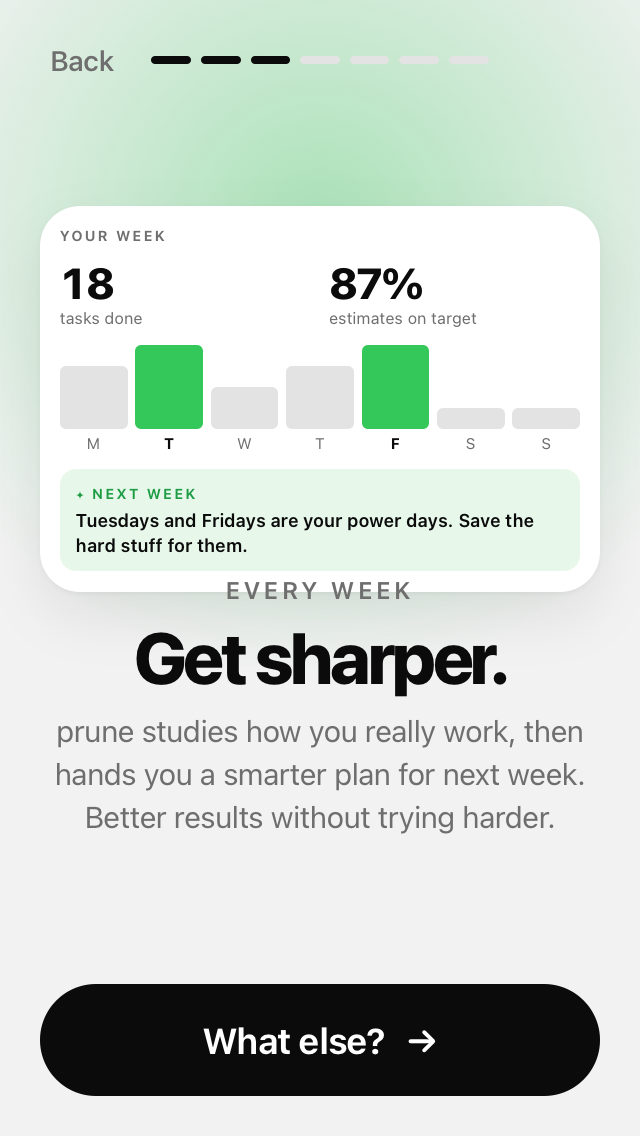 Back
YOUR WEEK
18
87%
tasks done
estimates on target
M T W T F S S
✦ NEXT WEEK
Tuesdays and Fridays are your power days. Save the
hard stuff for them.
EVERY WEEK
Get sharper.
prune studies how you really work, then
hands you a smarter plan for next week.
Better results without trying harder.
What else? →